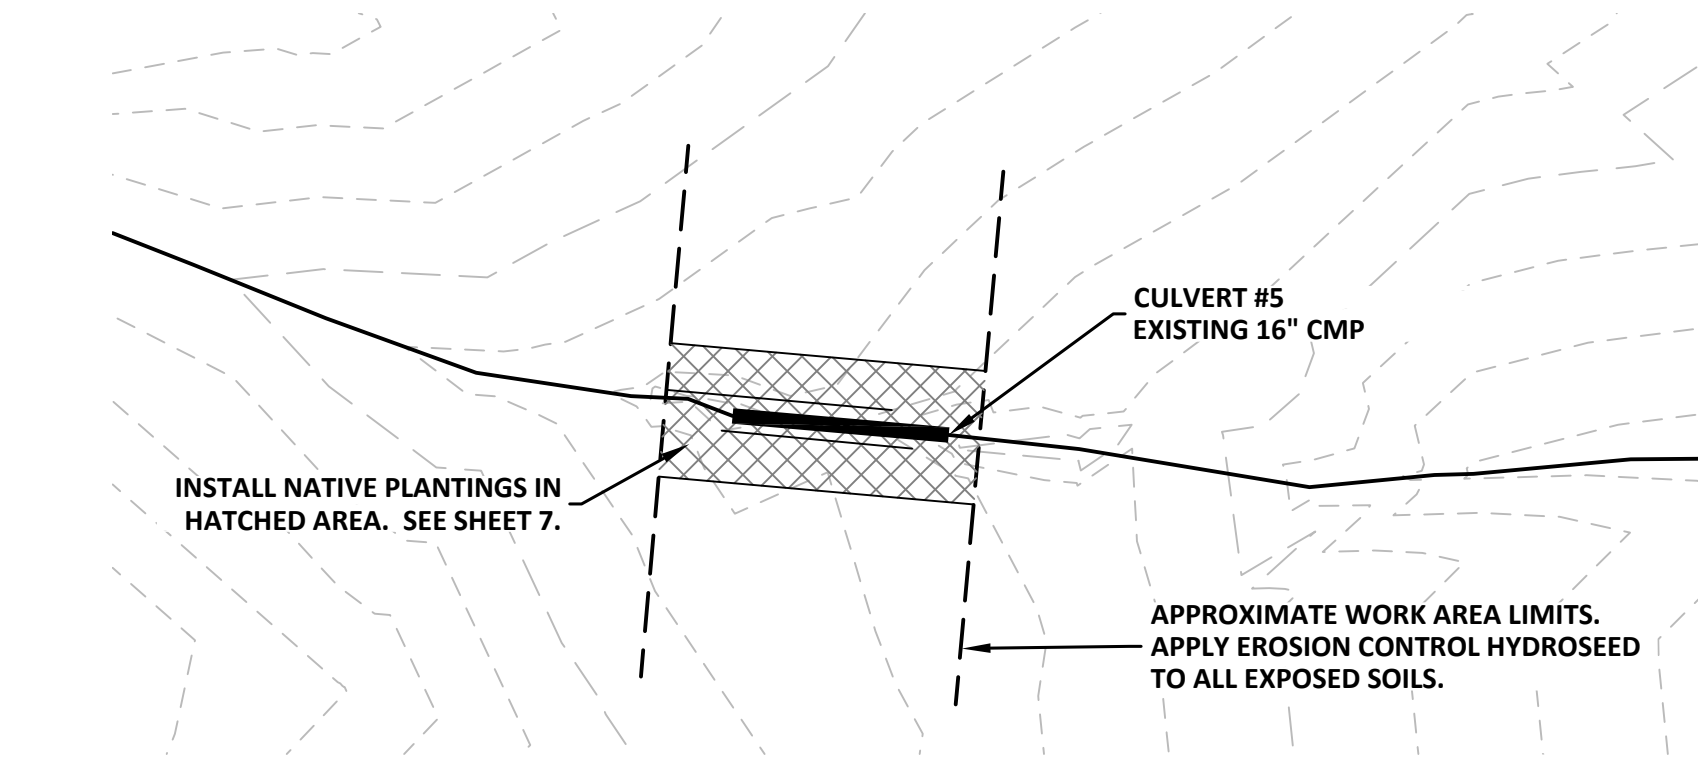 CULVERT #5
EXISTING 16" CMP
INSTALL NATIVE PLANTINGS IN
HATCHED AREA.  SEE SHEET 7.
APPROXIMATE WORK AREA LIMITS.
APPLY EROSION CONTROL HYDROSEED
TO ALL EXPOSED SOILS.